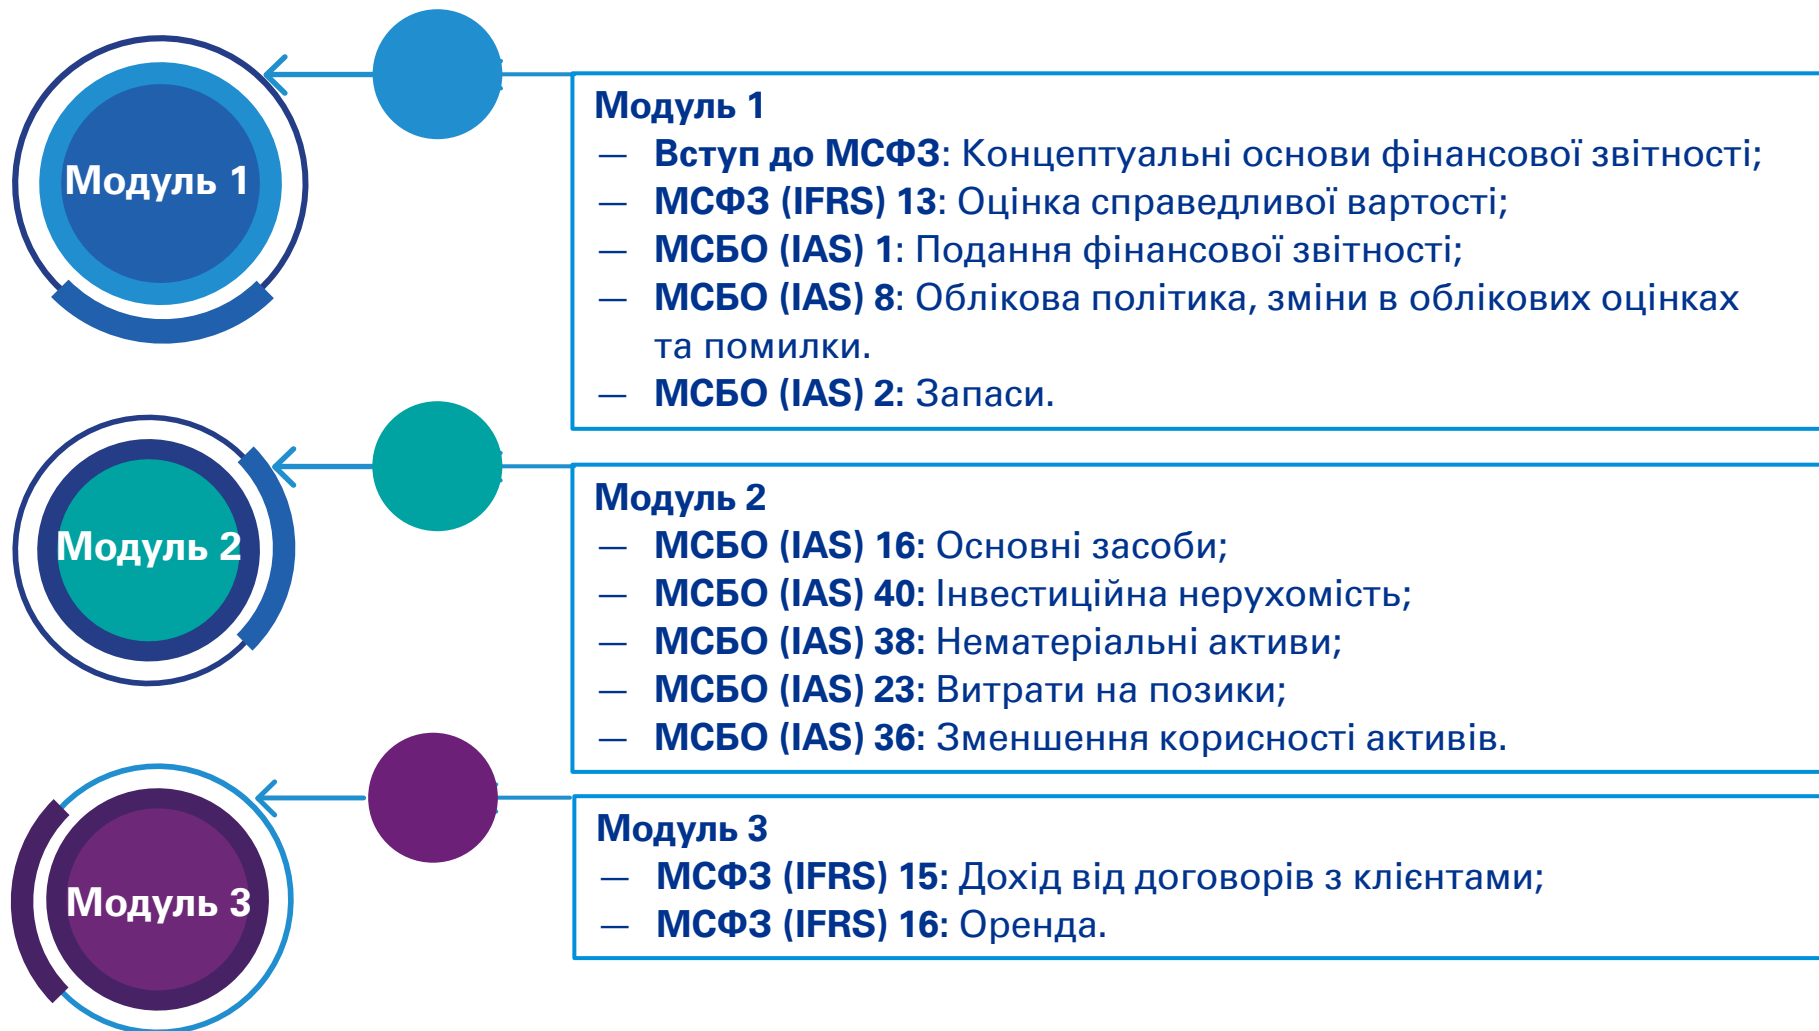 Модуль 1
Модуль 1
— Вступ до МСФЗ: Концептуальні основи фінансової звітності;
— МСФЗ (IFRS) 13: Оцінка справедливої вартості;
— МСБО (IAS) 1: Подання фінансової звітності;
— МСБО (IAS) 8: Облікова політика, зміни в облікових оцінках
та помилки.
— МСБО (IAS) 2: Запаси.
Модуль 2
Модуль 2
— МСБО (IAS) 16: Основні засоби;
— МСБО (IAS) 40: Інвестиційна нерухомість;
— МСБО (IAS) 38: Нематеріальні активи;
— МСБО (IAS) 23: Витрати на позики;
— МСБО (IAS) 36: Зменшення корисності активів.
Модуль 3
Модуль 3
— МСФЗ (IFRS) 15: Дохід від договорів з клієнтами;
— МСФЗ (IFRS) 16: Оренда.